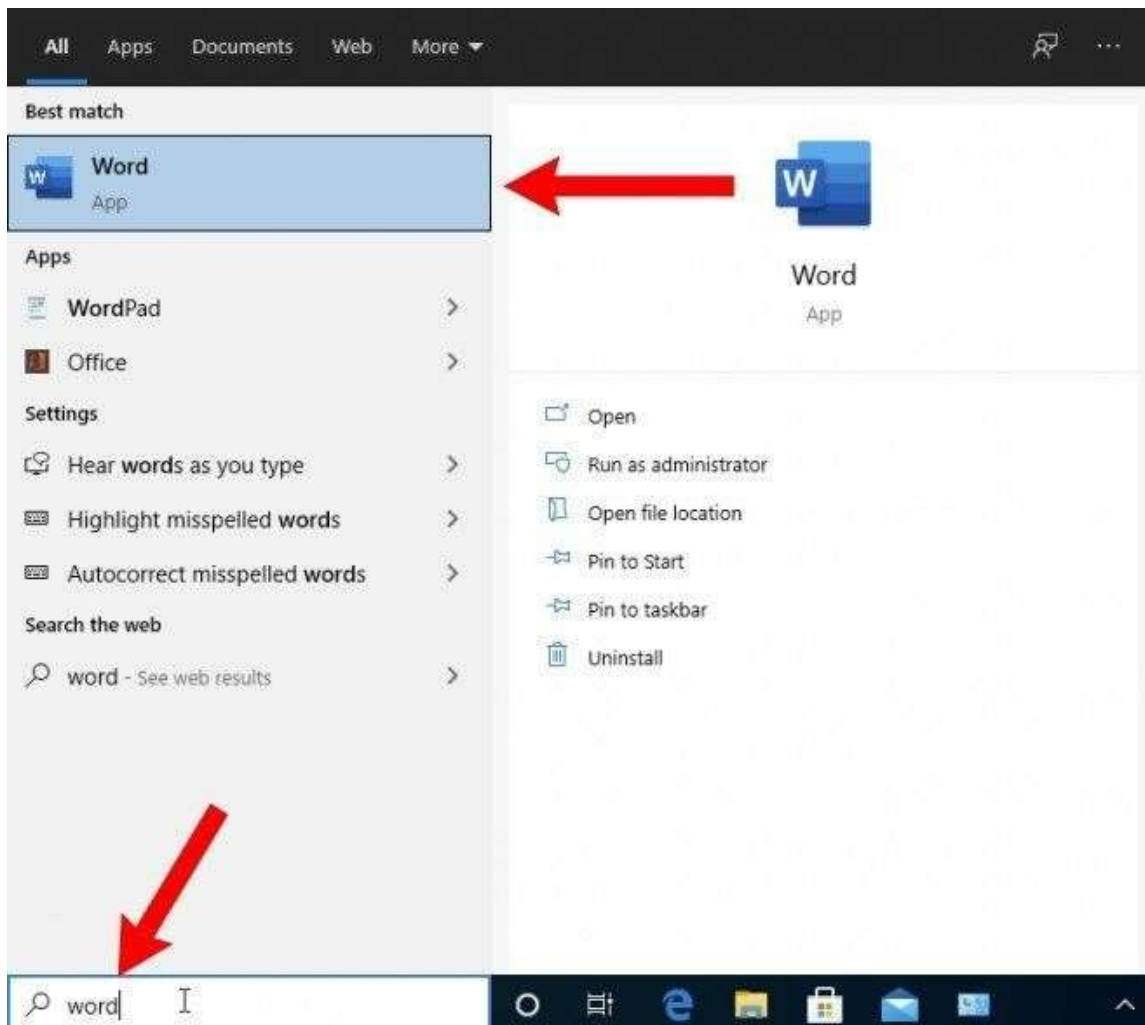 All Apps Documents Web More
Best match
W
Word
App
Apps
WordPad
Office
Settings
Hear words as you type
Highlight misspelled words
Autocorrect misspelled words
Search the web
word - See web results
word
W
Word
App
Open
Run as administrator
Open file location
Pin to Start
Pin to taskbar
Uninstall